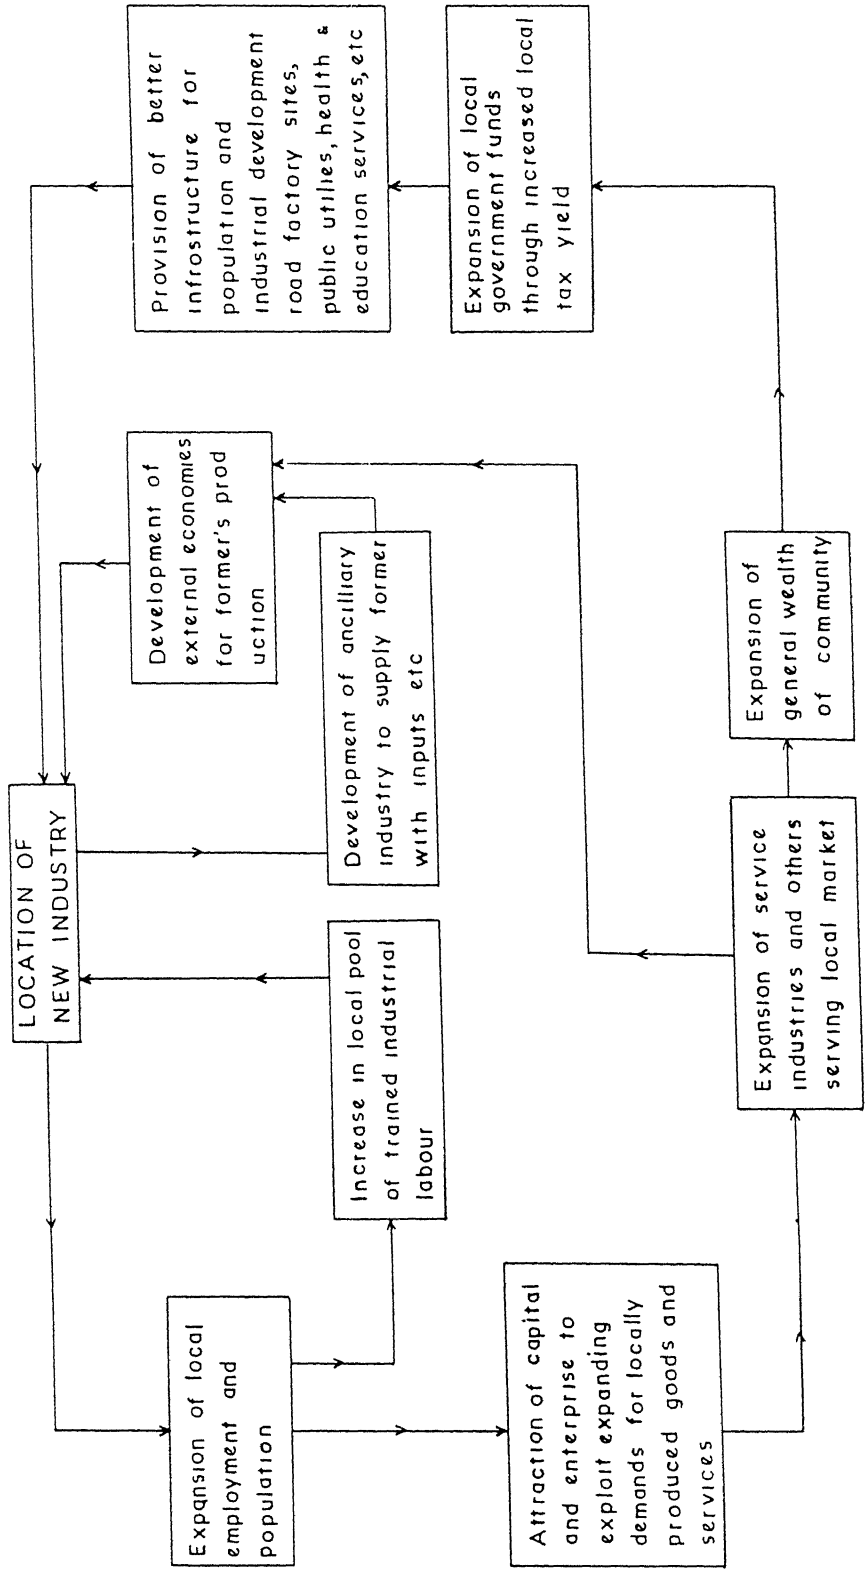 LOCATION OF
NEW INDUSTRY
Expansion of local
employment and
population
Increase in local pool
of trained industrial
labour
Development of ancilliary
industry to supply former
with inputs etc
Development of
external economies
for former's prod
uction
Provision of better
infrostructure for
population and
industrial development
road factory sites,
public utilies, health &
education services, etc
Attraction of capital
and enterprise to
exploit expanding
demands for locally
produced goods and
services
Expansion of service
industries and others
serving local market
Expansion of
general wealth
of community
Expansion of local
government funds
through increased local
tax yield